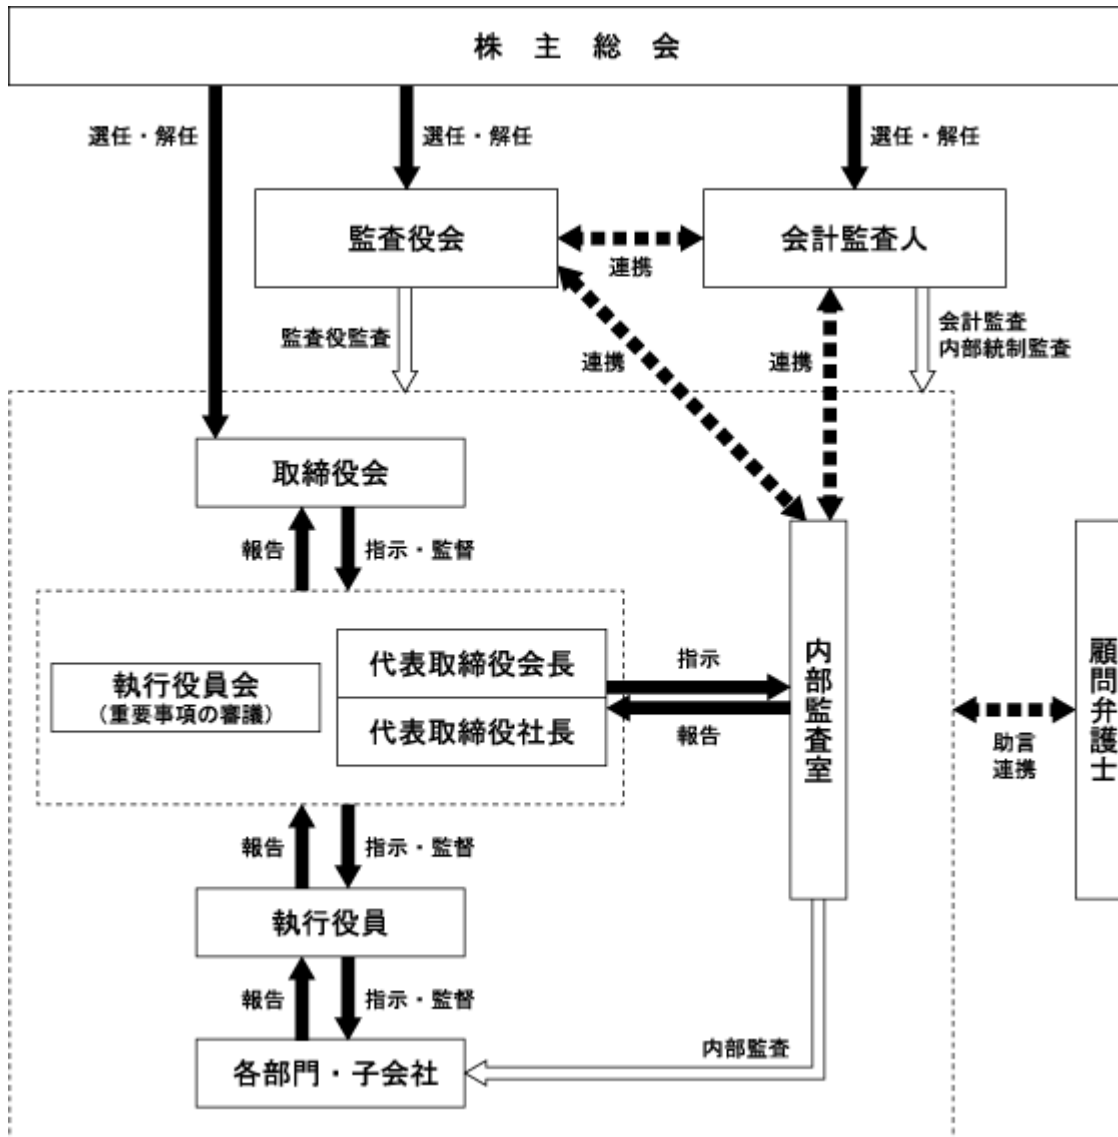 株 主 総 会
選任・解任
選任・解任
選任・解任
監査役会
会計監査人
連携
監査役監査
連携
連携
会計監査
内部統制監査
取締役会
報告
指示・監督
執行役員会
（重要事項の審議）
代表取締役会長
代表取締役社長
指示
報告
内部監査室
顧問弁護士
助言
連携
報告
指示・監督
執行役員
報告
指示・監督
内部監査
各部門・子会社